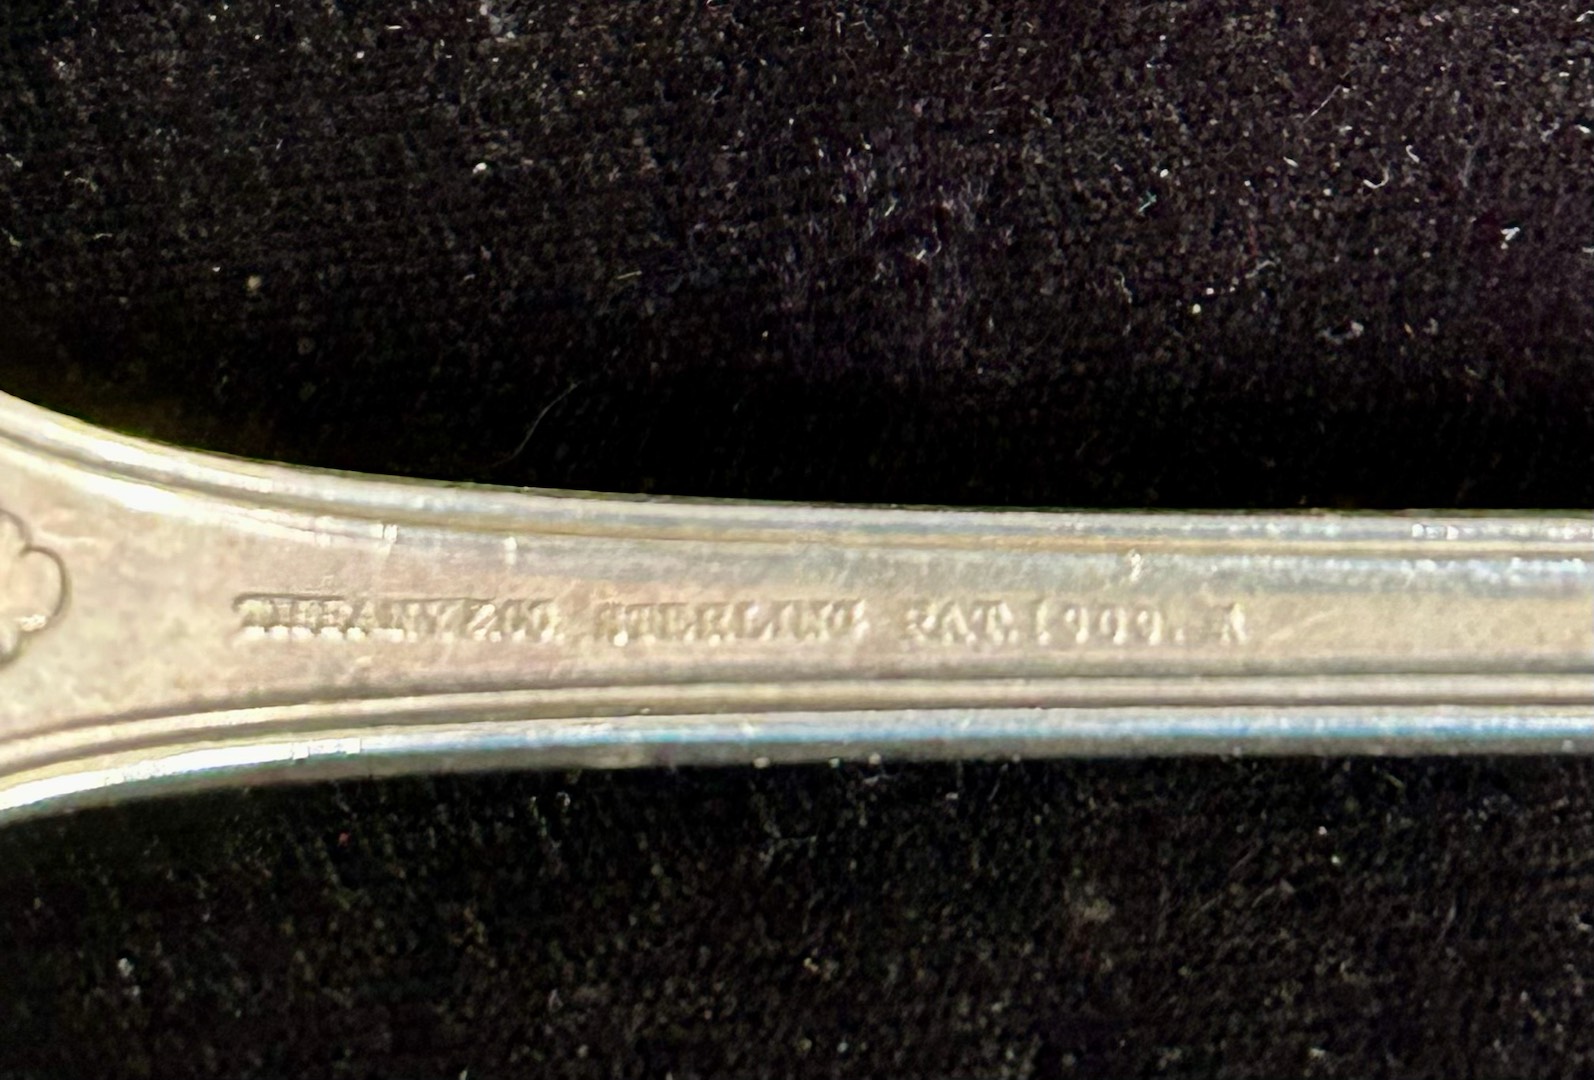 TIFFANY & CO. STERLING PAT. 1909. M